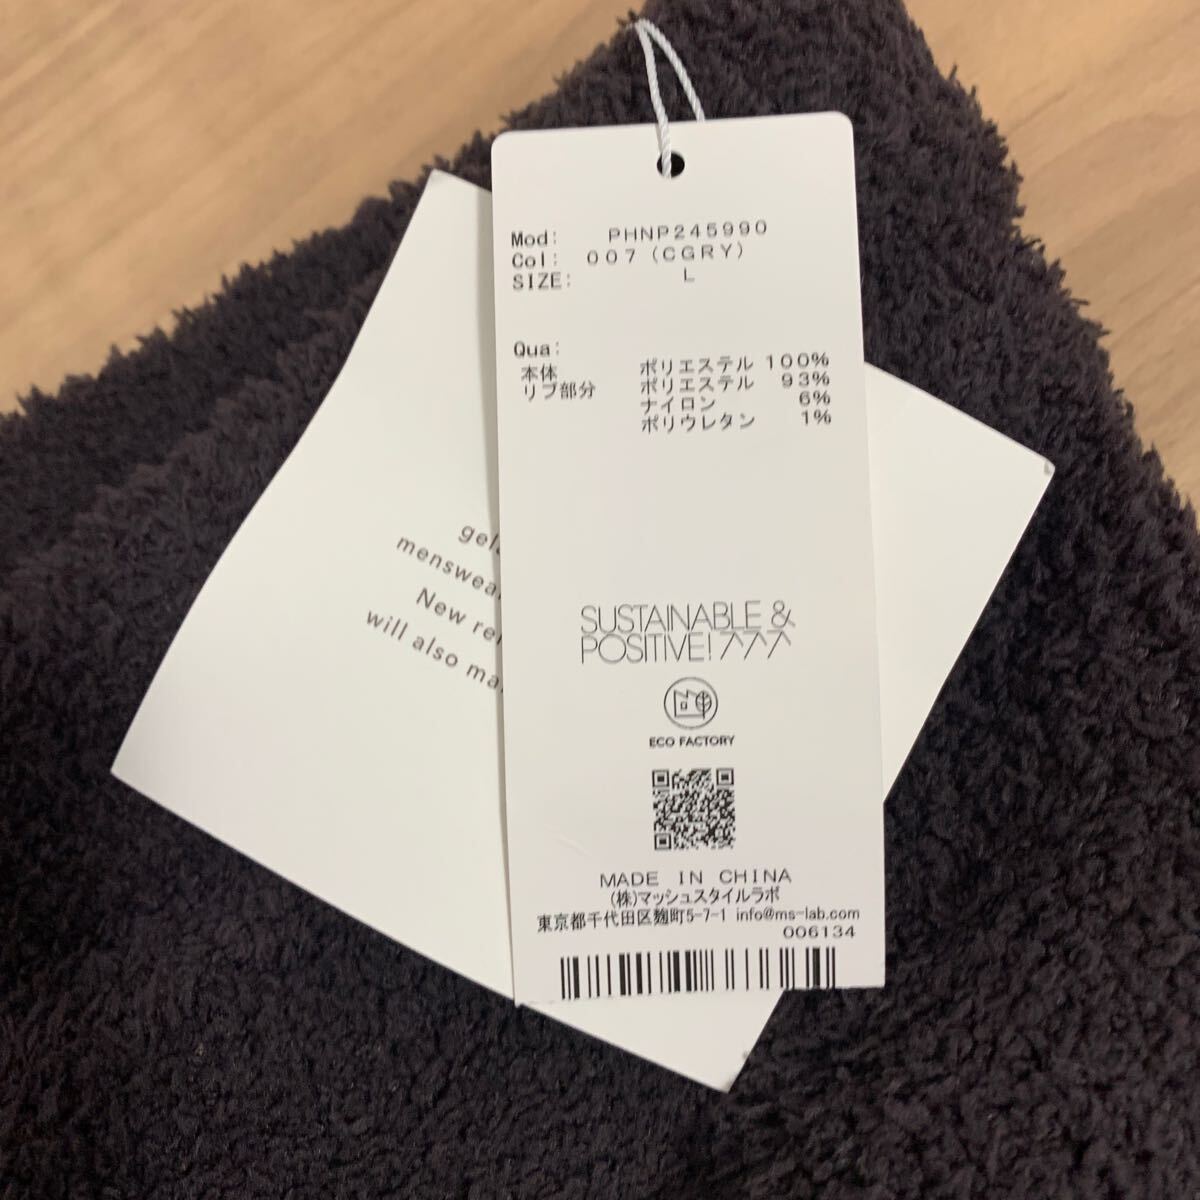 Mod: PHNP245990
Col: 007(CGRY)
SIZE: L
Qua:
本体 ポリエステル 100%
リブ部分 ポリエステル 93%
ナイロン 6%
ポリウレタン 1%
SUSTAINABLE &
POSITIVE!
ECO FACTORY
MADE IN CHINA
(株)マッシュスタイルラボ
東京都千代田区麹町5-7-1 info@ms-lab.com
006134
menswear
New
will also